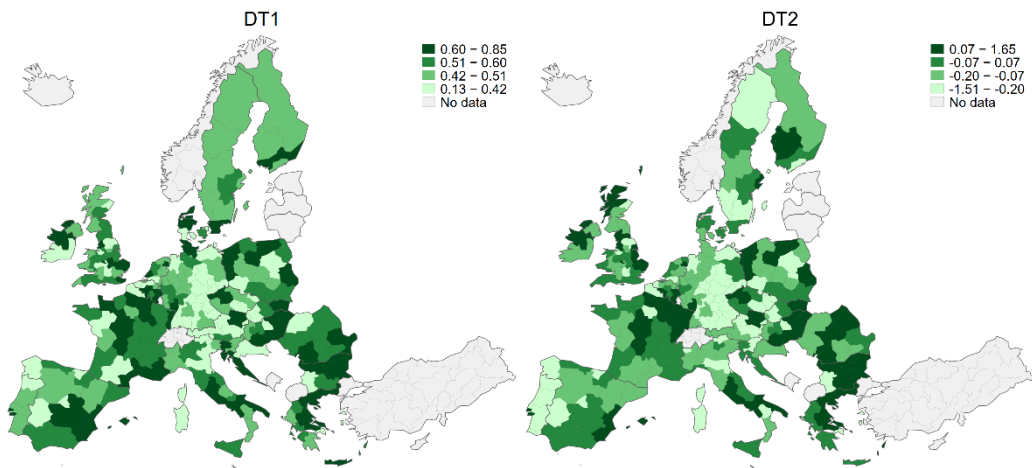 DT1
0.60 – 0.85
0.51 – 0.60
0.42 – 0.51
0.13 – 0.42
No data
DT2
0.07 – 1.65
-0.07 – 0.07
-0.20 – -0.07
-1.51 – -0.20
No data